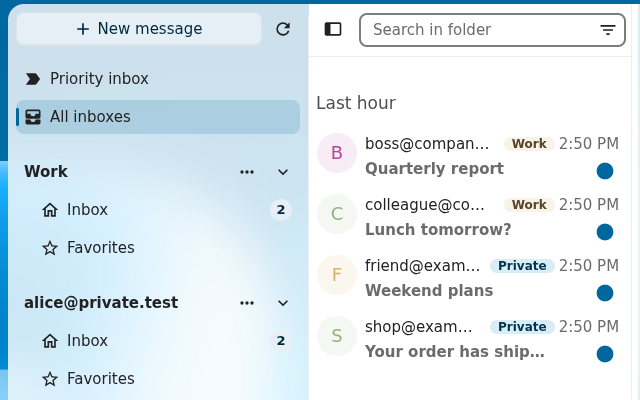 New message
Priority inbox
All inboxes
Work
Inbox 2
Favorites
alice@private.test
Inbox 2
Favorites
Search in folder
Last hour
B boss@compan... Work 2:50 PM
Quarterly report
C colleague@co... Work 2:50 PM
Lunch tomorrow?
F friend@exam... Private 2:50 PM
Weekend plans
S shop@exam... Private 2:50 PM
Your order has ship...